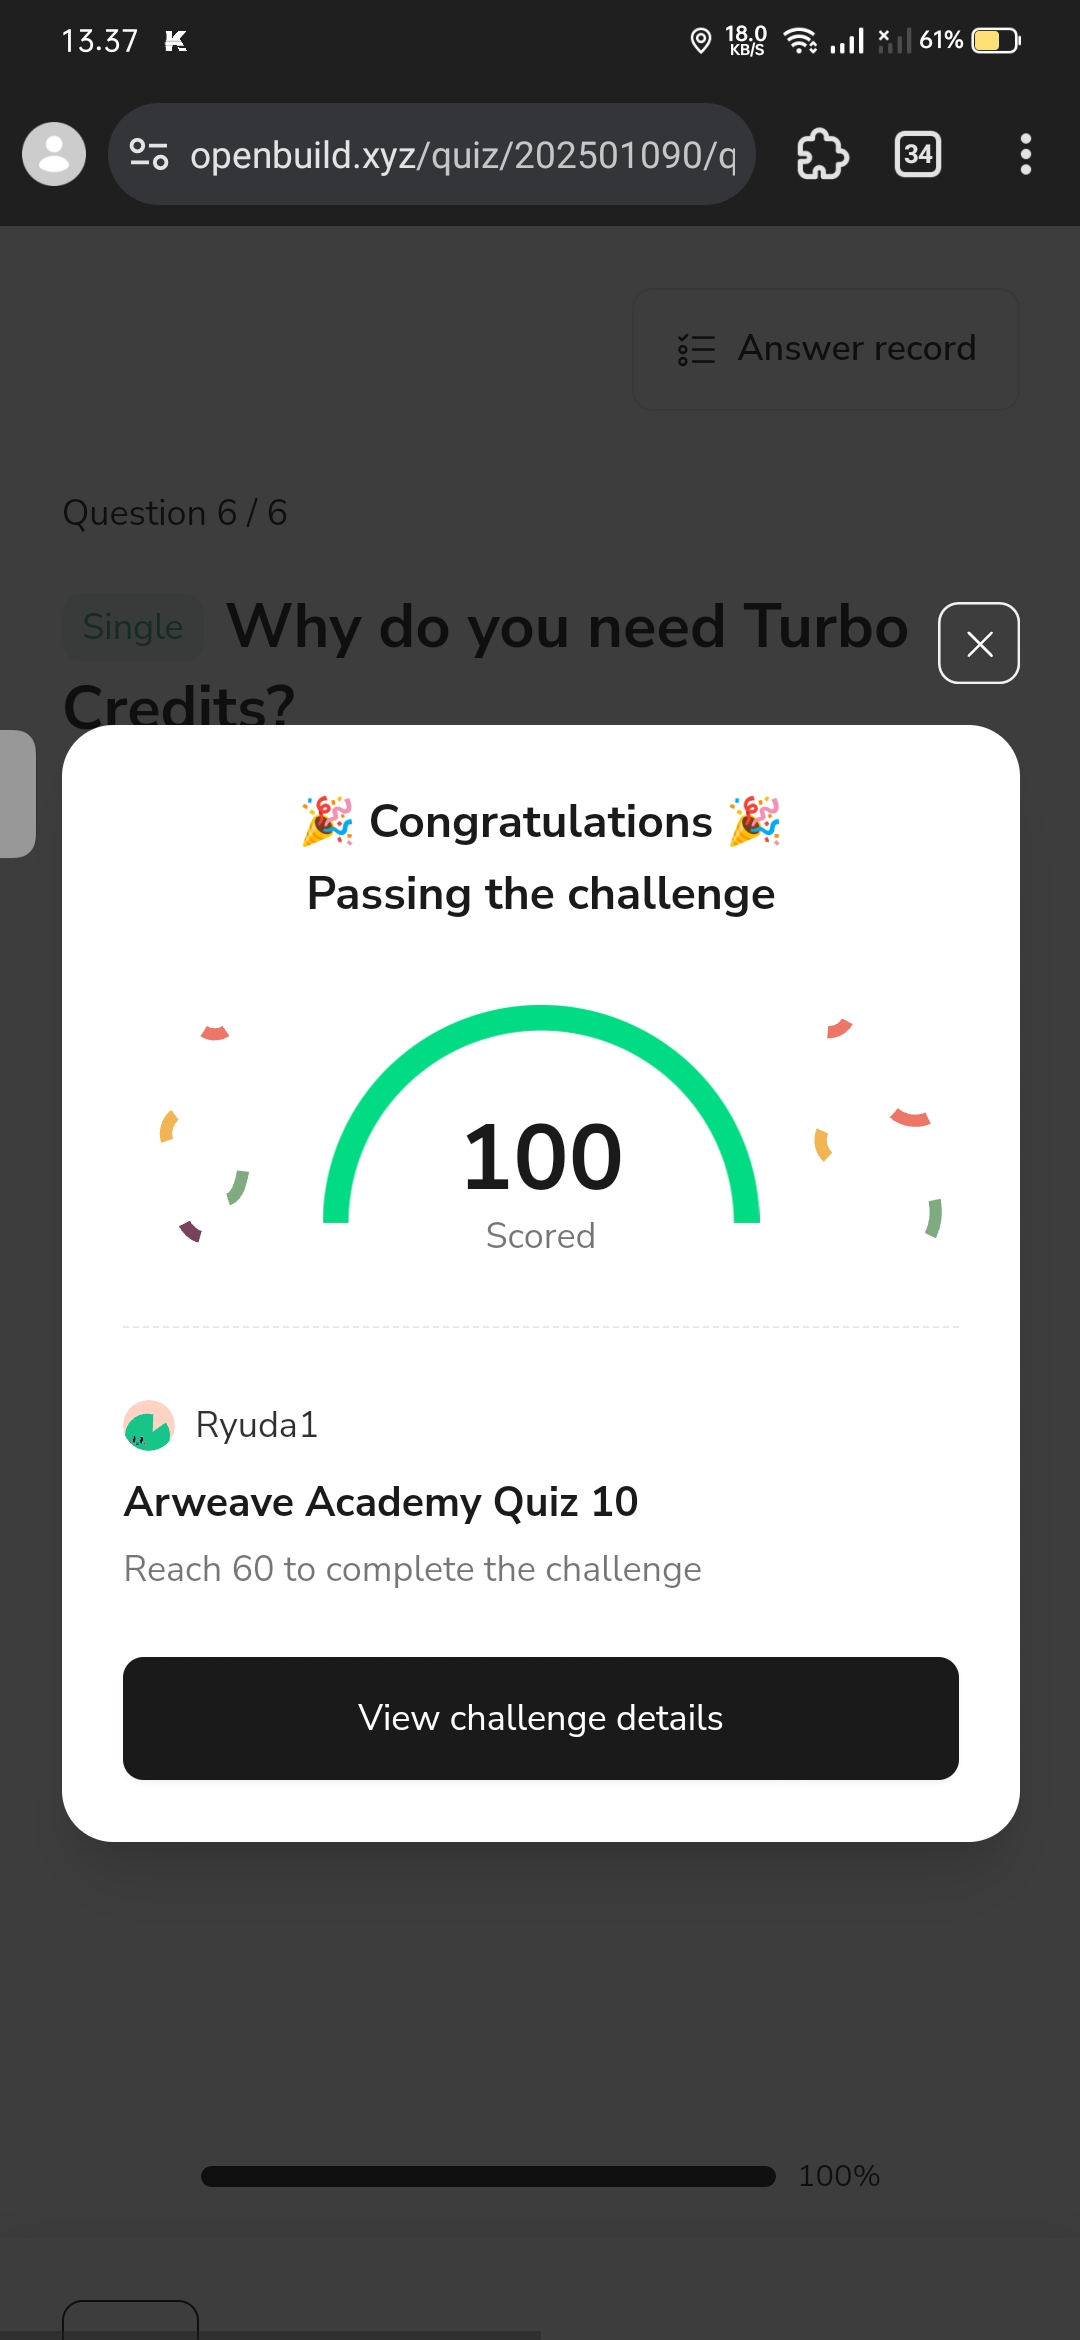 13.37
18.0
KB/S
61%
openbuild.xyz/quiz/202501090/q
34
Answer record
Question 6 / 6
Single Why do you need Turbo
Credits?
🎉 Congratulations 🎉
Passing the challenge
100
Scored
Ryuda1
Arweave Academy Quiz 10
Reach 60 to complete the challenge
View challenge details
100%